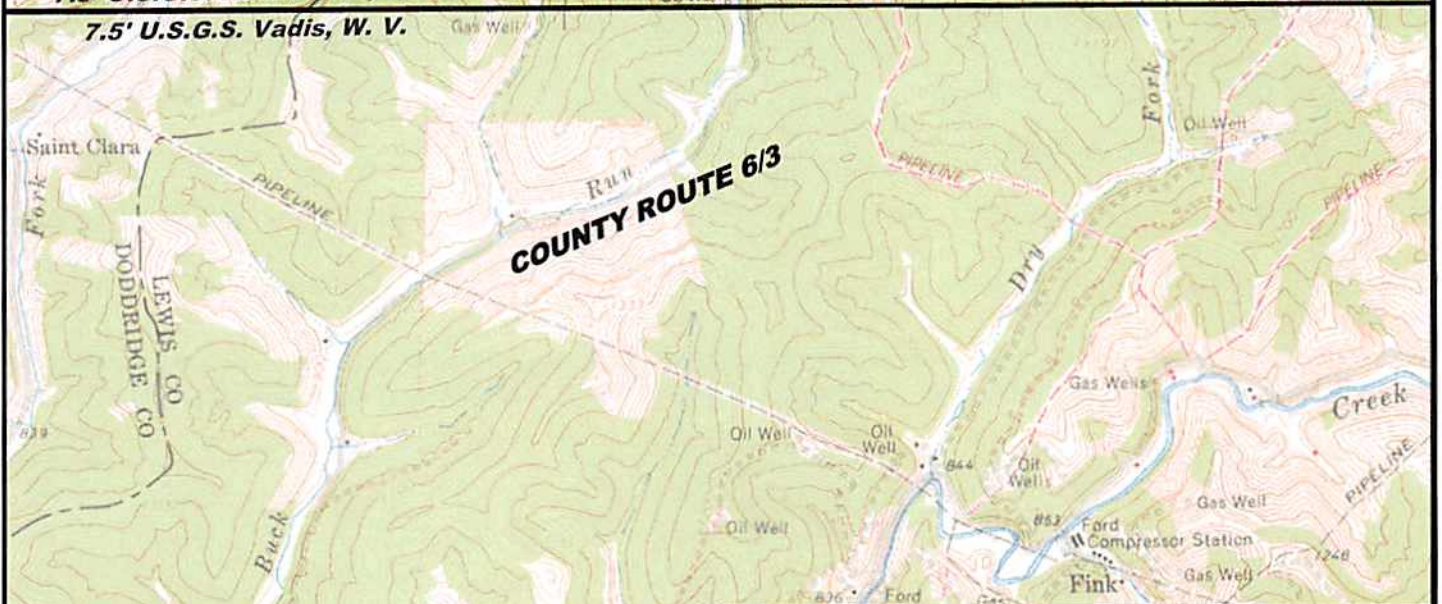 7.5' U.S.G.S. Vadis, W. V.
Gas Well
Fork
Saint Clara
Oil Well
PIPELINE
Run
PIPELINE
PIPELINE
Fork
COUNTY ROUTE 6/3
Dry
LEWIS CO
DODDRIDGE CO
Gas Wells
Creek
839
Oil Well
Oil
Well
844
Oil
Wells
PIPELINE
Gas Well
Buck
Oil Well
853
Ford
Compressor Station
1248
Gas Well
Fink
836
Ford
Gas